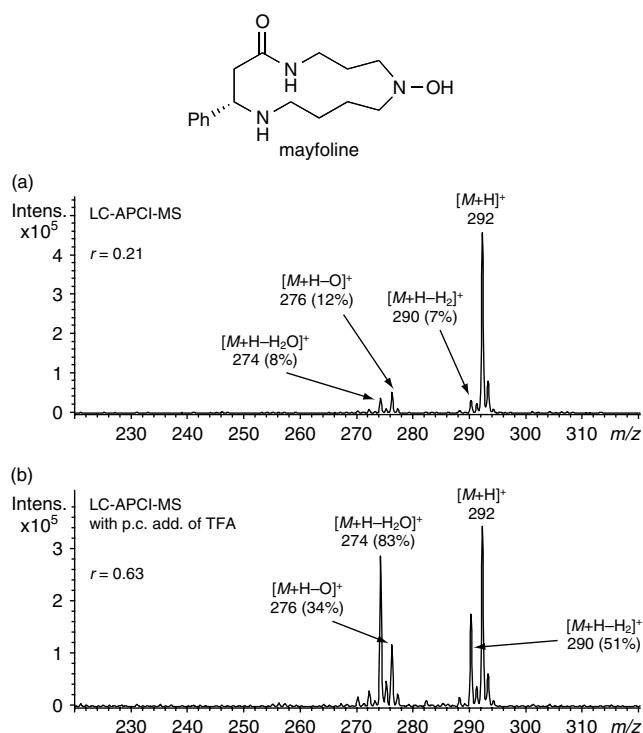 O
N
H
N
OH
Ph
N
H
mayfoline
(a)
Intens.
x10⁵
LC-APCI-MS
r = 0.21
[M+H]⁺
292
[M+H–O]⁺
276 (12%)
[M+H–H₂]⁺
290 (7%)
[M+H–H₂O]⁺
274 (8%)
4
3
2
1
0
230 240 250 260 270 280 290 300 310 m/z
(b)
Intens.
x10⁵
LC-APCI-MS
with p.c. add. of TFA
r = 0.63
[M+H]⁺
292
[M+H–H₂O]⁺
274 (83%)
[M+H–O]⁺
276 (34%)
[M+H–H₂]⁺
290 (51%)
3
2
1
0
230 240 250 260 270 280 290 300 310 m/z